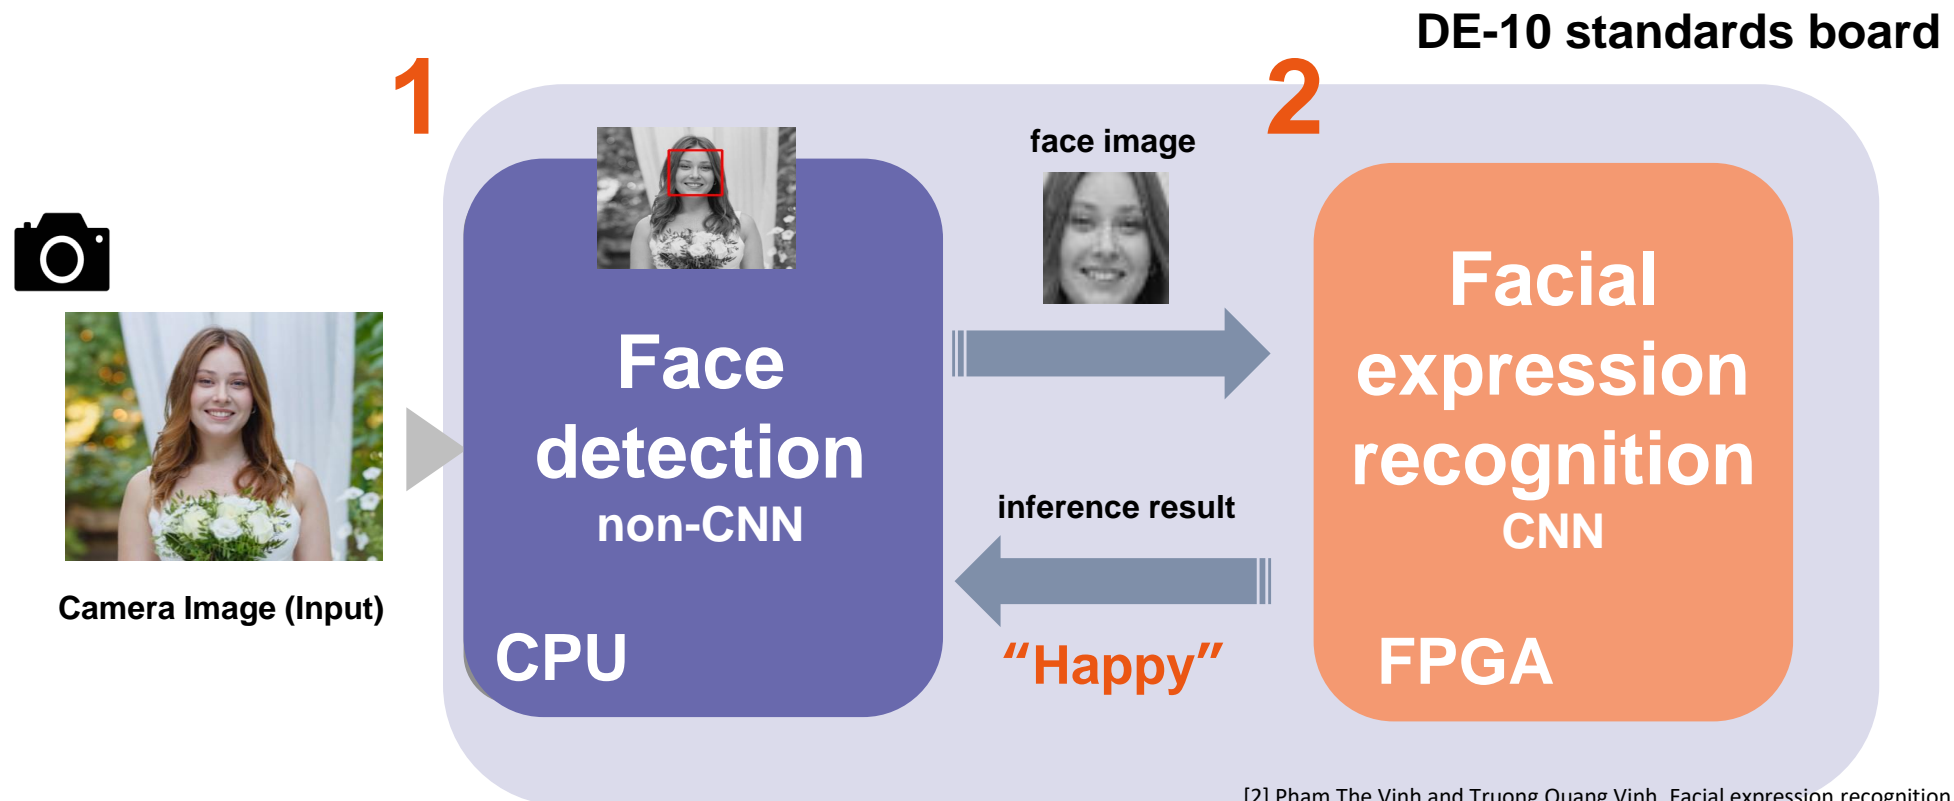 DE-10 standards board
1
2
face image
Face
detection
non-CNN
CPU
Facial
expression
recognition
CNN
FPGA
inference result
“Happy”
Camera Image (Input)
[2] Pham The Vinh and Truong Quang Vinh, Facial expression recognition